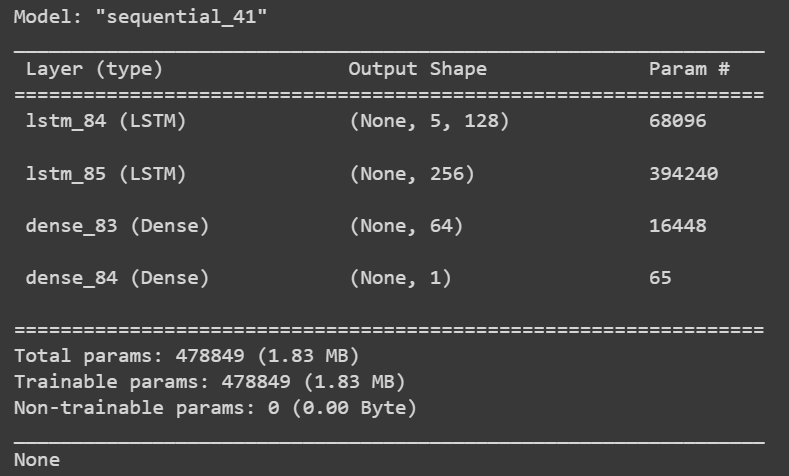 Model: "sequential_41"
_________________________________________________________________
Layer (type) Output Shape Param #
=================================================================
lstm_84 (LSTM) (None, 5, 128) 68096
lstm_85 (LSTM) (None, 256) 394240
dense_83 (Dense) (None, 64) 16448
dense_84 (Dense) (None, 1) 65
=================================================================
Total params: 478849 (1.83 MB)
Trainable params: 478849 (1.83 MB)
Non-trainable params: 0 (0.00 Byte)
_________________________________________________________________
None